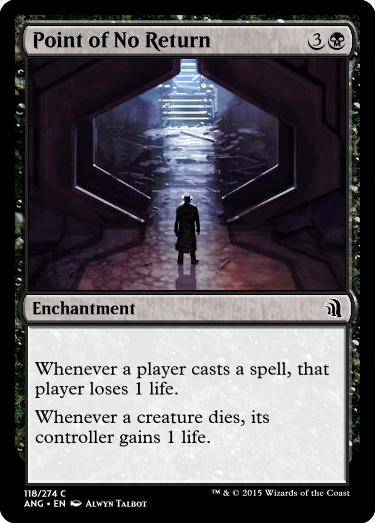 Point of No Return 3
Enchantment
Whenever a player casts a spell, that
player loses 1 life.
Whenever a creature dies, its
controller gains 1 life.
118/274 C
ANG • EN ALWYN TALBOT ™ & © 2015 Wizards of the Coast